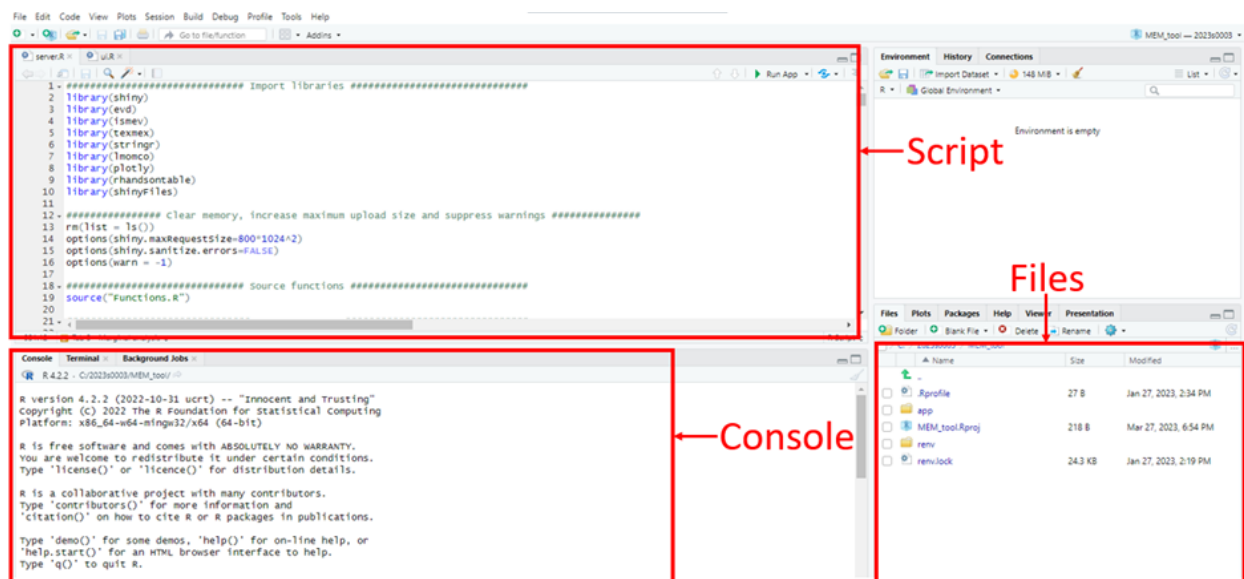 File Edit Code View Plots Session Build Debug Profile Tools Help
Go to file/function Addins MEM_tool — 2023s0003
server.R ui.R
Run App
1 ############################## Import libraries ##############################
2 library(shiny)
3 library(evd)
4 library(ismev)
5 library(texmex)
6 library(stringr)
7 library(lmomco)
8 library(plotly)
9 library(rhandsontable)
10 library(shinyFiles)
11
12 ################ Clear memory, increase maximum upload size and suppress warnings ###############
13 rm(list = ls())
14 options(shiny.maxRequestSize=800*1024^2)
15 options(shiny.sanitize.errors=FALSE)
16 options(warn = -1)
17
18 ############################## Source functions ##############################
19 source("Functions.R")
20
21
Script
Environment History Connections
Import Dataset 148 MiB List
R Global Environment
Environment is empty
Files
Files Plots Packages Help Viewer Presentation
Folder Blank File Delete Rename
Name Size Modified
..
.Rprofile 27 B Jan 27, 2023, 2:34 PM
app
MEM_tool.Rproj 218 B Mar 27, 2023, 6:54 PM
renv
renv.lock 24.3 KB Jan 27, 2023, 2:19 PM
Console Terminal Background Jobs
R 4.2.2 · C:/2023s0003/MEM_tool/
R version 4.2.2 (2022-10-31 ucrt) -- "Innocent and Trusting"
Copyright (C) 2022 The R Foundation for Statistical Computing
Platform: x86_64-w64-mingw32/x64 (64-bit)
R is free software and comes with ABSOLUTELY NO WARRANTY.
You are welcome to redistribute it under certain conditions.
Type 'license()' or 'licence()' for distribution details.
R is a collaborative project with many contributors.
Type 'contributors()' for more information and
'citation()' on how to cite R or R packages in publications.
Type 'demo()' for some demos, 'help()' for on-line help, or
'help.start()' for an HTML browser interface to help.
Type 'q()' to quit R.
Console